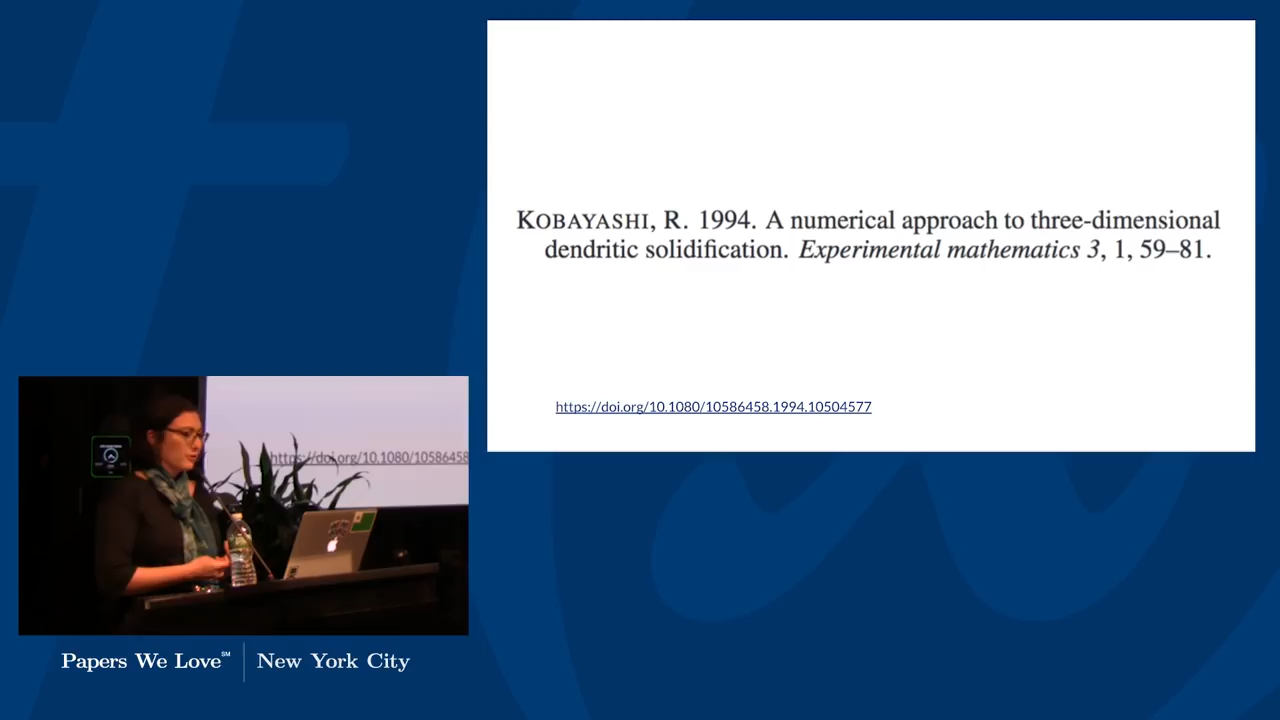 KOBAYASHI, R. 1994. A numerical approach to three-dimensional
dendritic solidification. Experimental mathematics 3, 1, 59–81.
https://doi.org/10.1080/10586458.1994.10504577
https://doi.org/10.1080/10586458
Papers We Love℠ | New York City